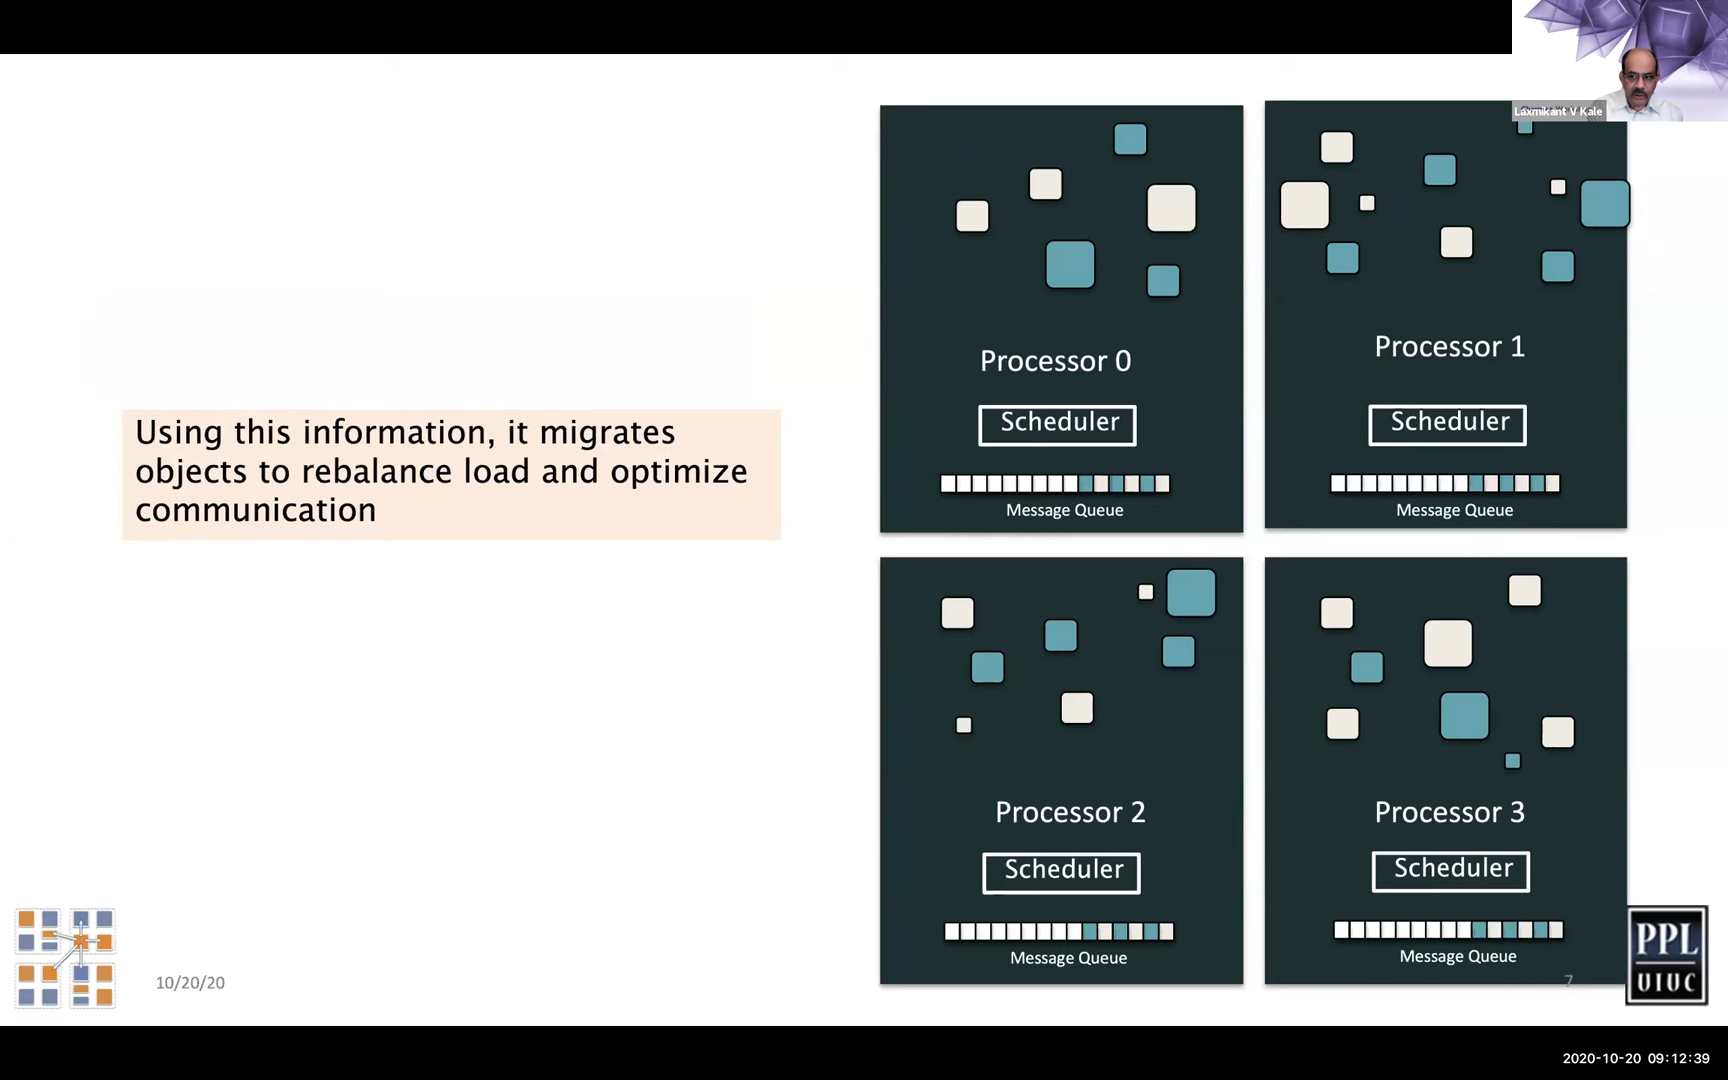 Laxmikant V Kale
Using this information, it migrates
objects to rebalance load and optimize
communication
Processor 0
Scheduler
Message Queue
Processor 1
Scheduler
Message Queue
Processor 2
Scheduler
Message Queue
Processor 3
Scheduler
Message Queue
10/20/20
7
PPL
UIUC
2020-10-20 09:12:39